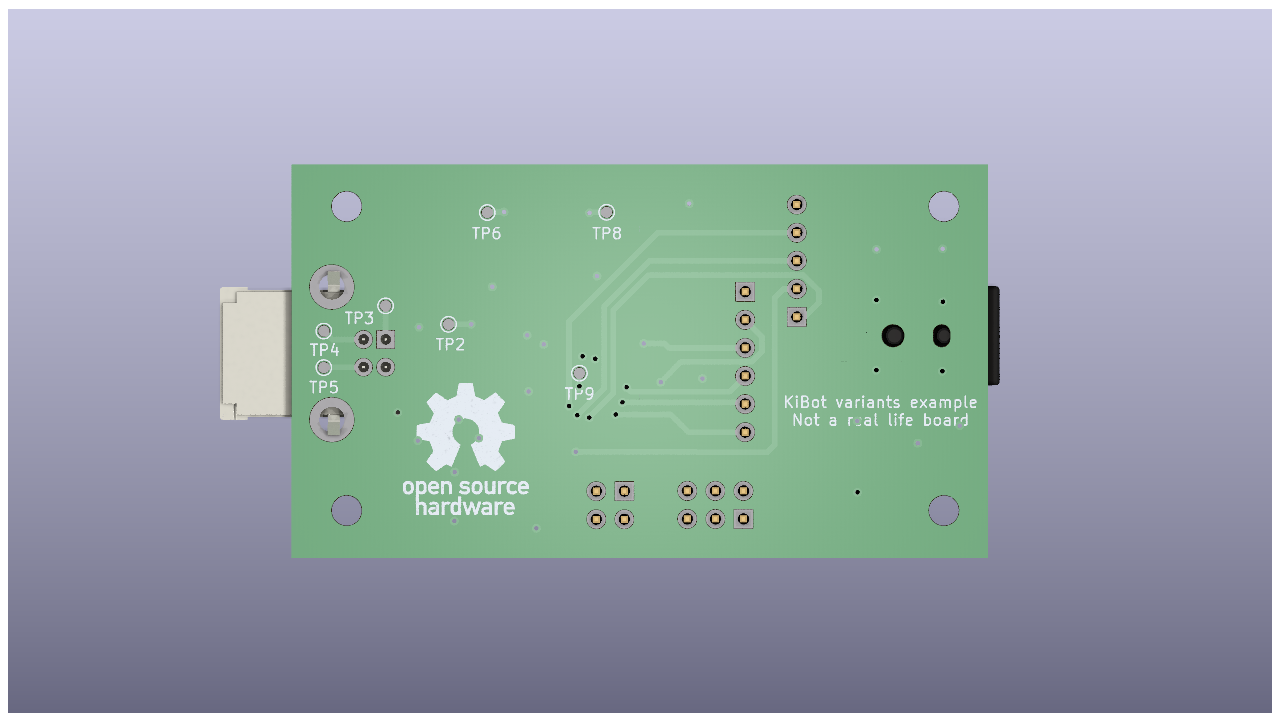 TP6
TP8
TP3
TP4
TP2
TP5
TP9
KiBot variants example
Not a real life board
open source
hardware